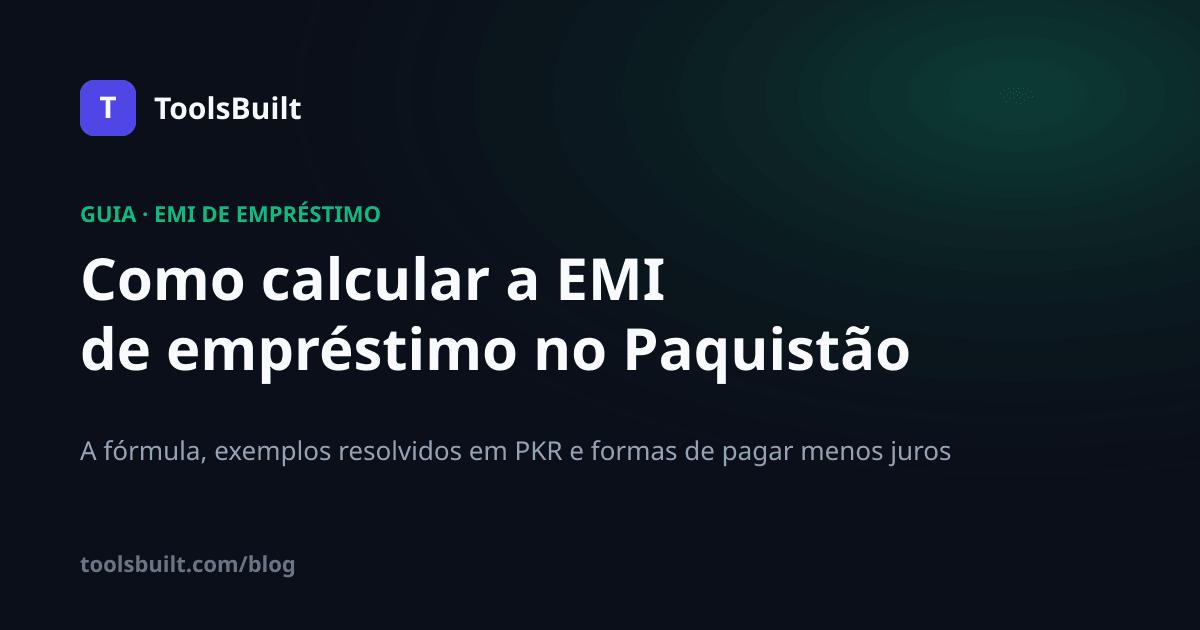 T ToolsBuilt
GUIA · EMI DE EMPRÉSTIMO
Como calcular a EMI
de empréstimo no Paquistão
A fórmula, exemplos resolvidos em PKR e formas de pagar menos juros
toolsbuilt.com/blog